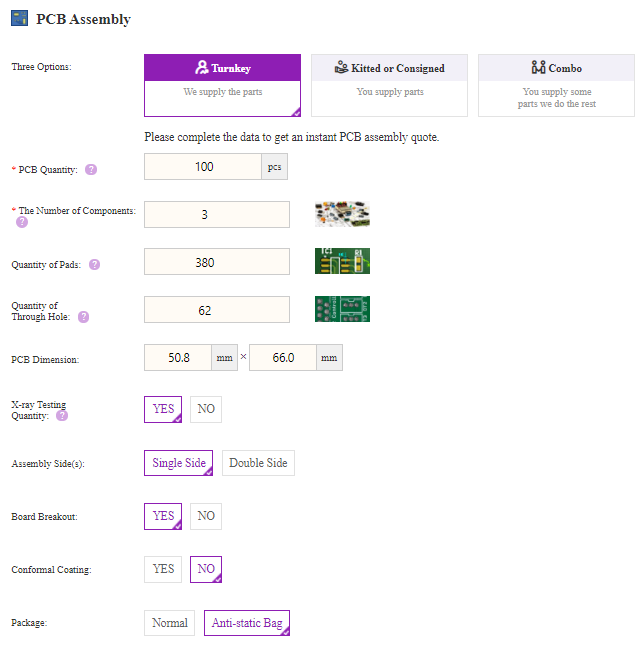 PCB Assembly
Three Options:
Turnkey
We supply the parts
Kitted or Consigned
You supply parts
Combo
You supply some
parts we do the rest
Please complete the data to get an instant PCB assembly quote.
* PCB Quantity: ?
100 pcs
* The Number of Components:
?
3
Quantity of Pads: ?
380
Quantity of
Through Hole: ?
62
PCB Dimension:
50.8 mm × 66.0 mm
X-ray Testing
Quantity: ?
YES NO
Assembly Side(s):
Single Side Double Side
Board Breakout:
YES NO
Conformal Coating:
YES NO
Package:
Normal Anti-static Bag